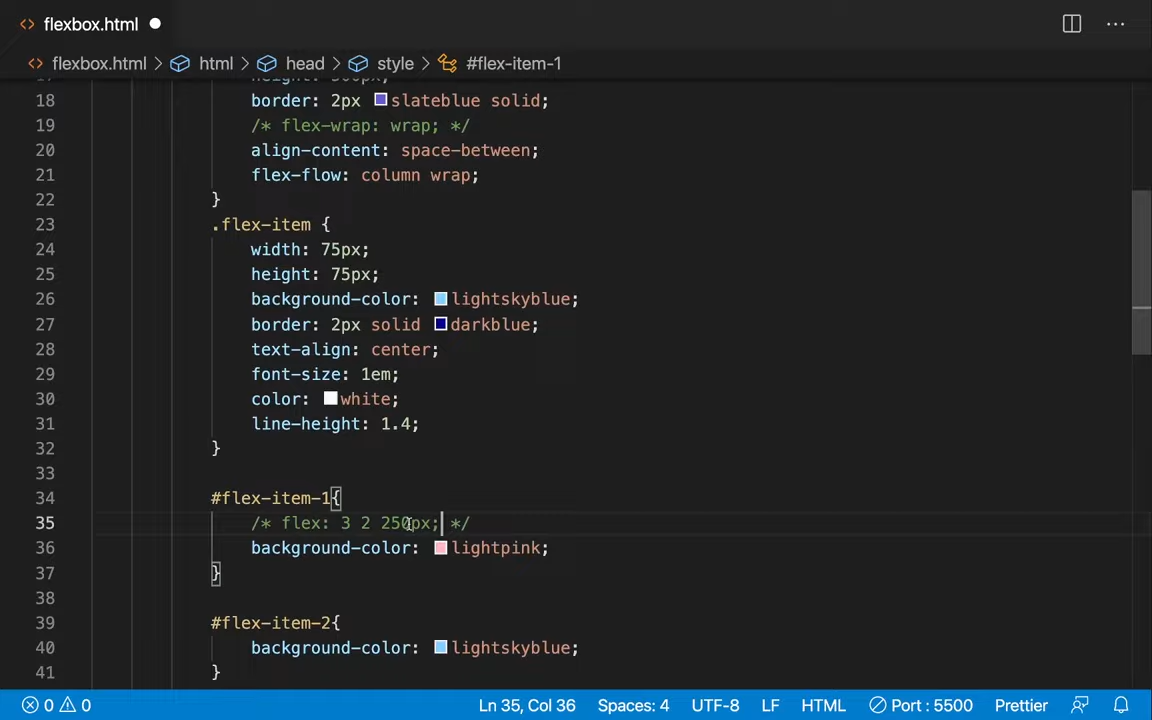 flexbox.html
flexbox.html > html > head > style > #flex-item-1
18 border: 2px slateblue solid;
19 /* flex-wrap: wrap; */
20 align-content: space-between;
21 flex-flow: column wrap;
22 }
23 .flex-item {
24 width: 75px;
25 height: 75px;
26 background-color: lightskyblue;
27 border: 2px solid darkblue;
28 text-align: center;
29 font-size: 1em;
30 color: white;
31 line-height: 1.4;
32 }
33
34 #flex-item-1{
35 /* flex: 3 2 250px; */
36 background-color: lightpink;
37 }
38
39 #flex-item-2{
40 background-color: lightskyblue;
41 }
0 0 Ln 35, Col 36 Spaces: 4 UTF-8 LF HTML Port : 5500 Prettier